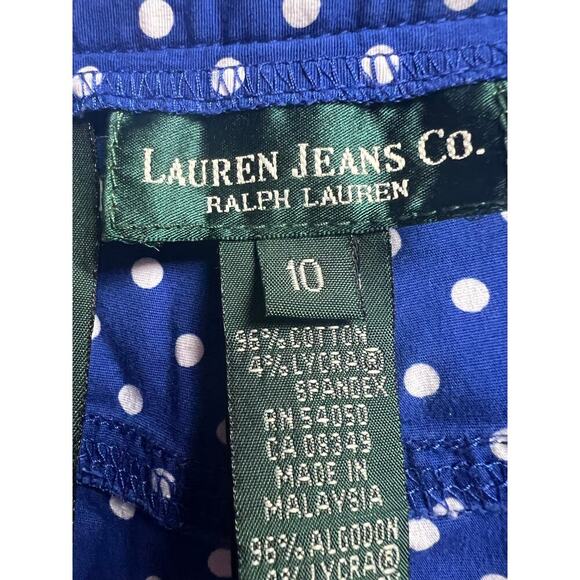 LAUREN JEANS CO.
RALPH LAUREN
10
96% COTTON
4% LYCRA®
SPANDEX
RN 54050
CA 08349
MADE IN
MALAYSIA
96% ALGODON
LYCRA®